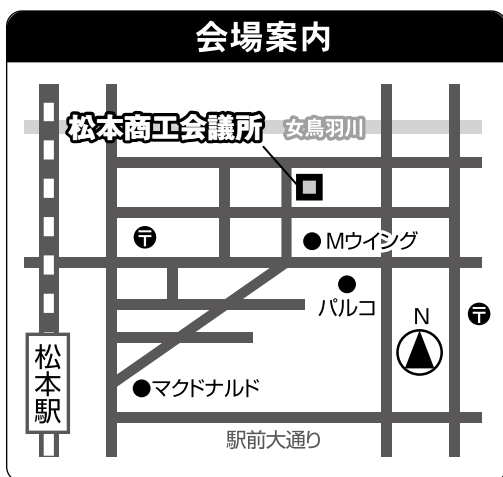 会場案内
松本商工会議所 女鳥羽川
〒
Mウイング
パルコ
N
〒
松本駅
マクドナルド
駅前大通り